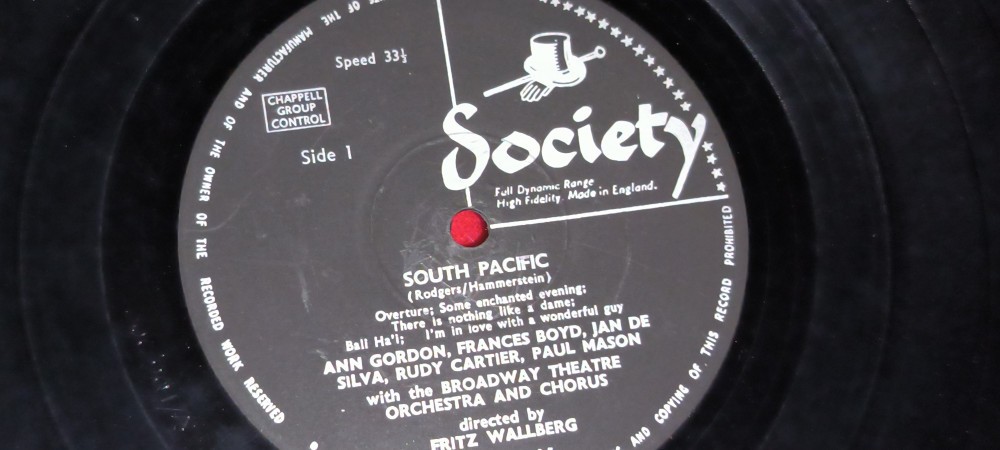 Speed 33⅓
CHAPPELL
GROUP
CONTROL
Side 1
Society
Full Dynamic Range
High Fidelity. Made in England.
SOUTH PACIFIC
(Rodgers/Hammerstein)
Overture; Some enchanted evening;
There is nothing like a dame;
Bali Ha'i; I'm in love with a wonderful guy
ANN GORDON, FRANCES BOYD, JAN DE
SILVA, RUDY CARTIER, PAUL MASON
with the BROADWAY THEATRE
ORCHESTRA AND CHORUS
directed by
FRITZ WALLBERG
OF THE MANUFACTURER AND OF THE OWNER OF THE RECORDED WORK RESERVED
AND COPYING OF THIS RECORD PROHIBITED